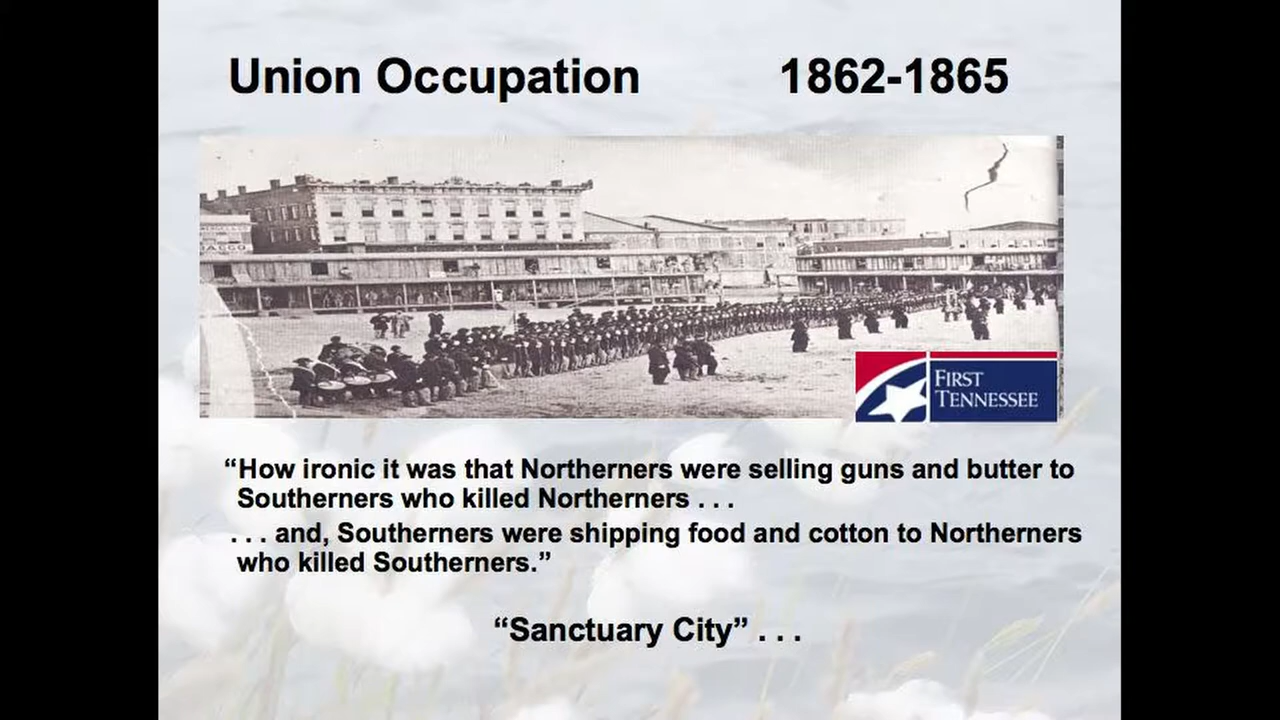 Union Occupation 1862-1865
ACCO
FIRST
TENNESSEE
“How ironic it was that Northerners were selling guns and butter to
Southerners who killed Northerners . . .
. . . and, Southerners were shipping food and cotton to Northerners
who killed Southerners.”
“Sanctuary City” . . .